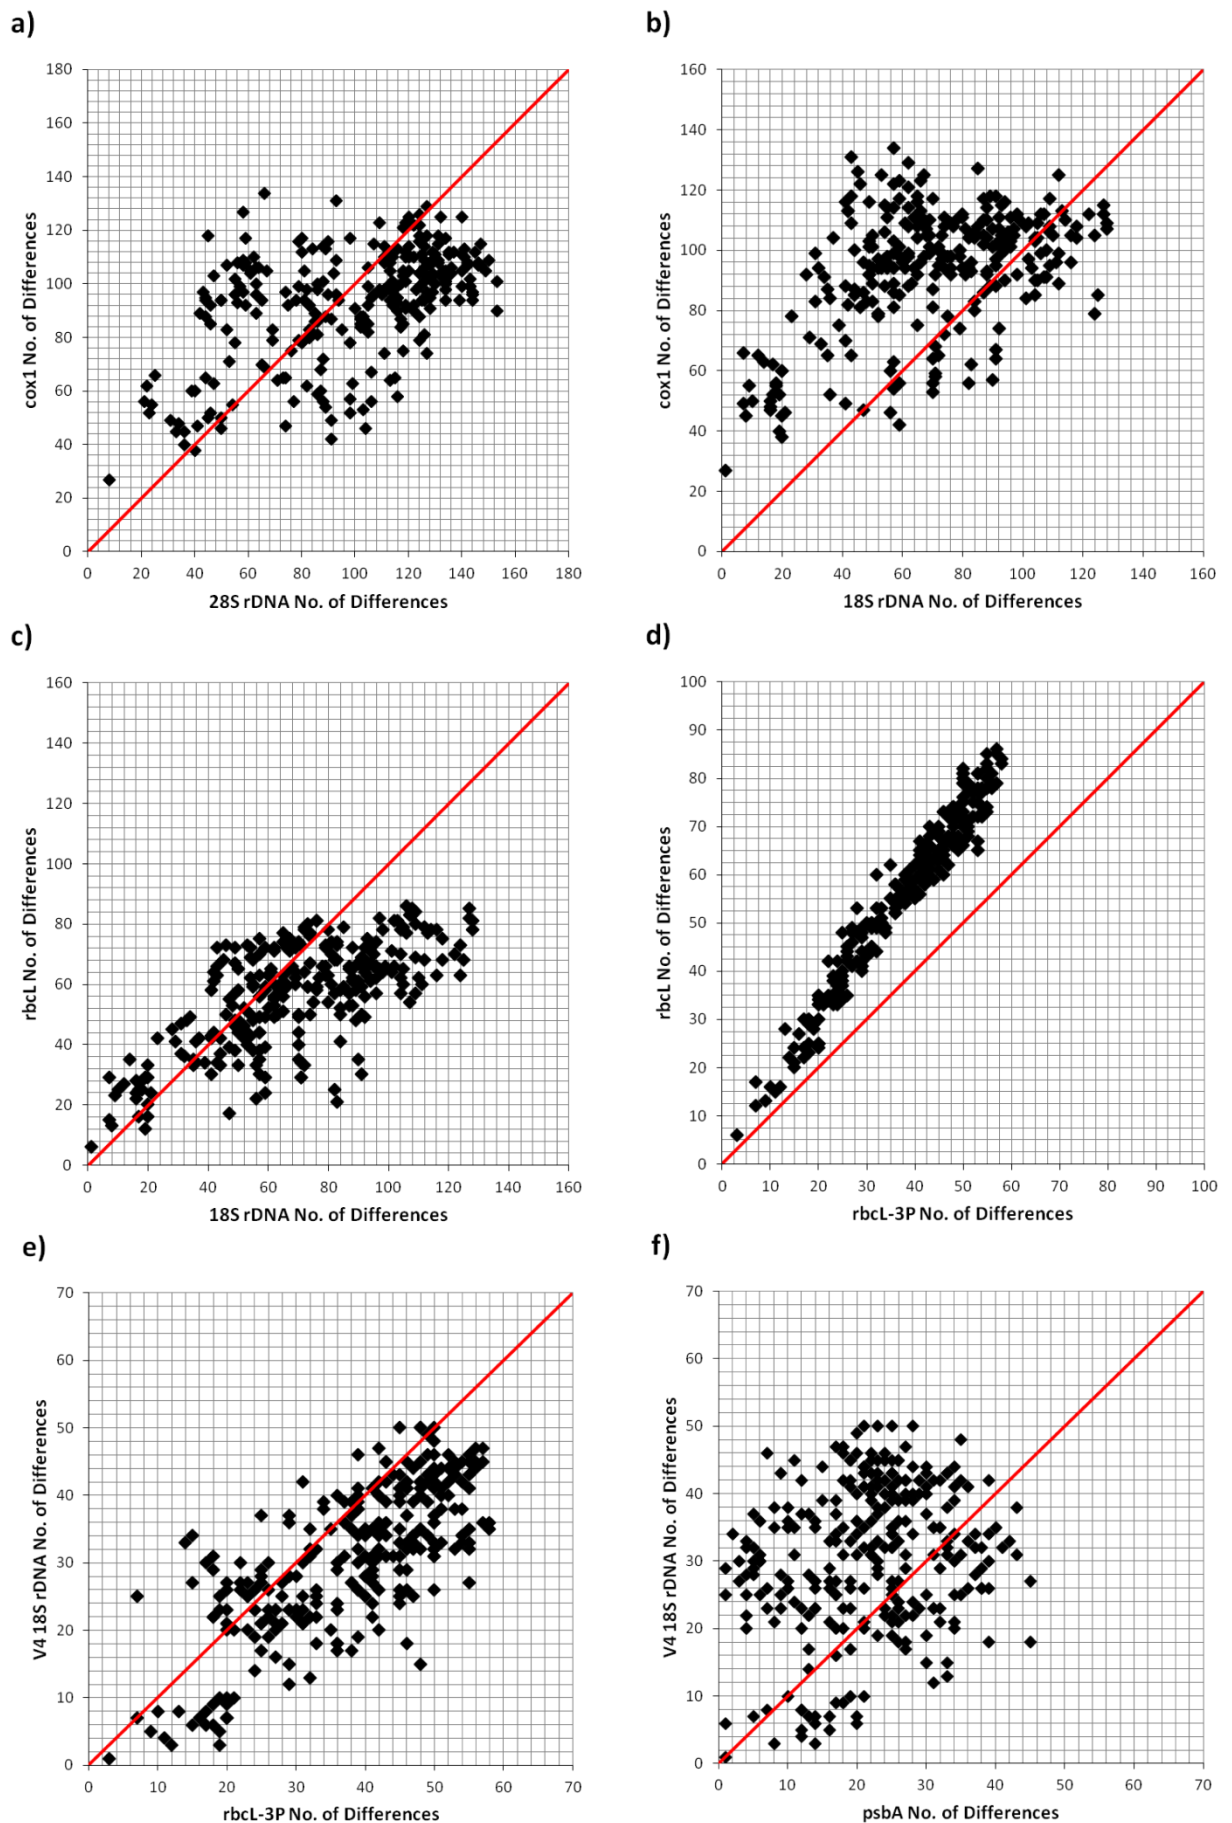 a)
180
160
140
120
100
80
60
40
20
0
cox1 No. of Differences
0 20 40 60 80 100 120 140 160 180
28S rDNA No. of Differences
b)
160
140
120
100
80
60
40
20
0
cox1 No. of Differences
0 20 40 60 80 100 120 140 160
18S rDNA No. of Differences
c)
160
140
120
100
80
60
40
20
0
rbcL No. of Differences
0 20 40 60 80 100 120 140 160
18S rDNA No. of Differences
d)
100
90
80
70
60
50
40
30
20
10
0
rbcL No. of Differences
0 10 20 30 40 50 60 70 80 90 100
rbcL-3P No. of Differences
e)
70
60
50
40
30
20
10
0
V4 18S rDNA No. of Differences
0 10 20 30 40 50 60 70
rbcL-3P No. of Differences
f)
70
60
50
40
30
20
10
0
V4 18S rDNA No. of Differences
0 10 20 30 40 50 60 70
psbA No. of Differences